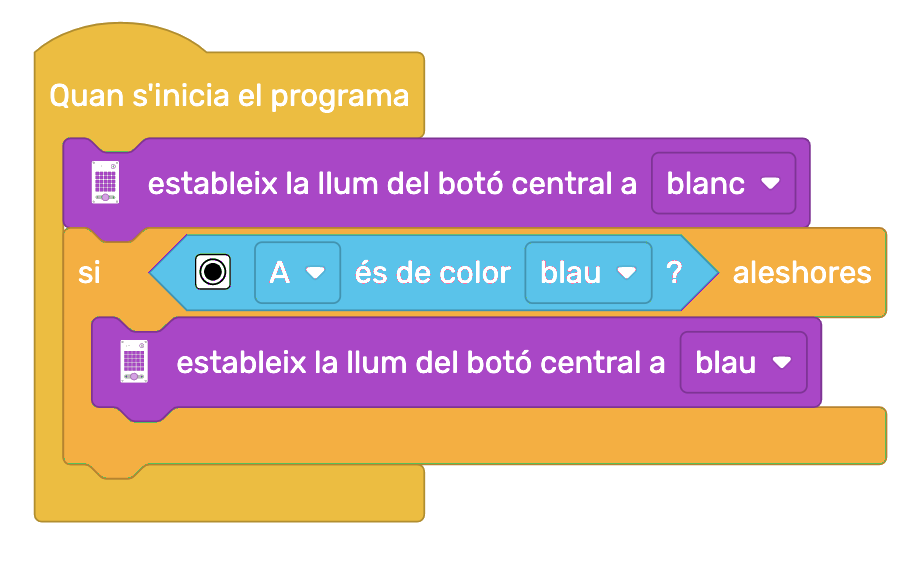 Quan s'inicia el programa
estableix la llum del botó central a blanc
si A és de color blau ? aleshores
estableix la llum del botó central a blau